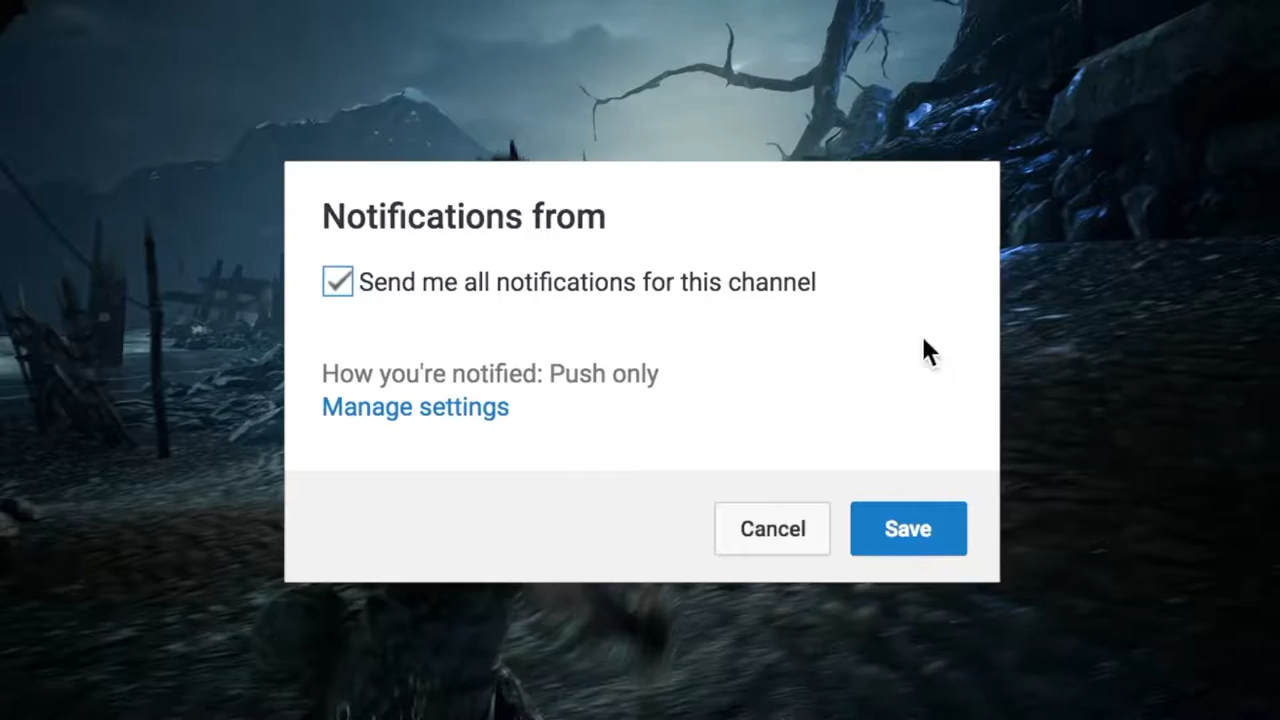 Notifications from
Send me all notifications for this channel
How you're notified: Push only
Manage settings
Cancel
Save